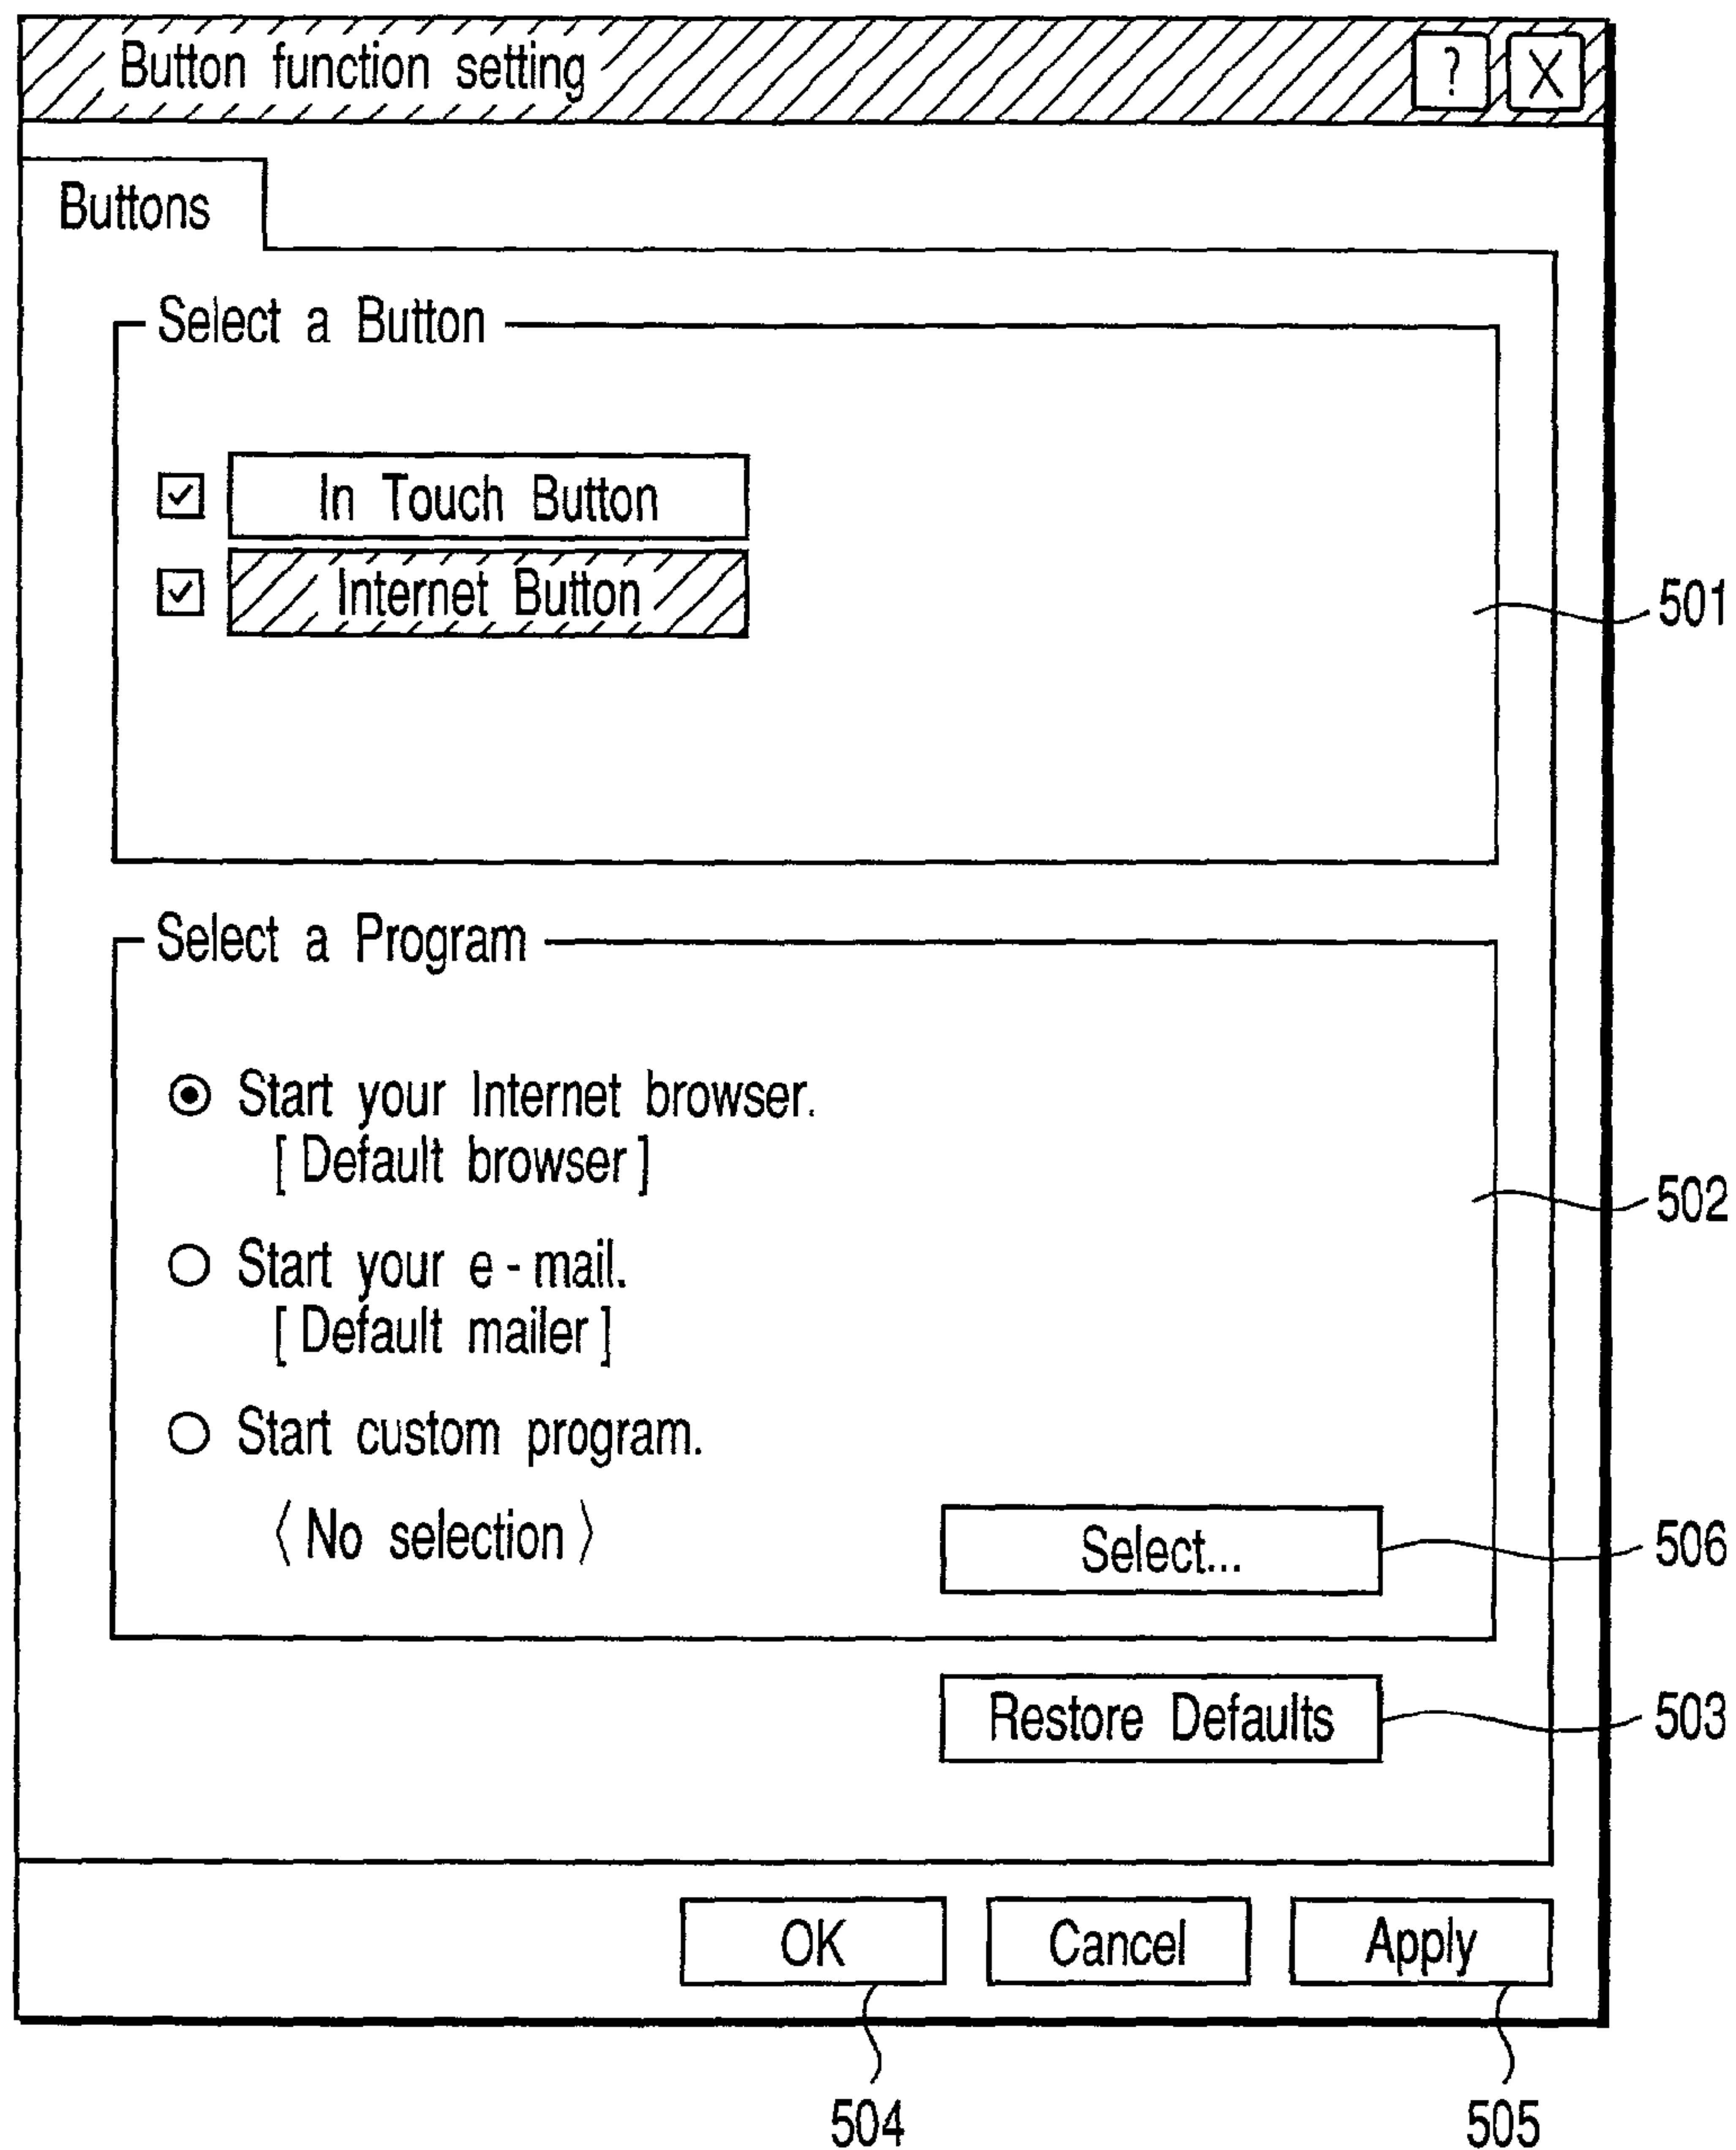 Button function setting ? X
Buttons
Select a Button
In Touch Button
Internet Button
501
Select a Program
Start your Internet browser.
[ Default browser ]
502
Start your e-mail.
[ Default mailer ]
Start custom program.
〈 No selection 〉
Select...
506
Restore Defaults
503
OK Cancel Apply
504 505